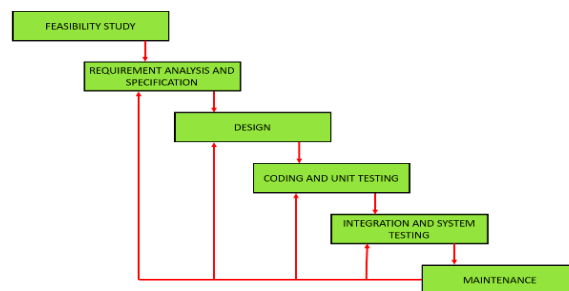 FEASIBILITY STUDY
REQUIREMENT ANALYSIS AND
SPECIFICATION
DESIGN
CODING AND UNIT TESTING
INTEGRATION AND SYSTEM
TESTING
MAINTENANCE